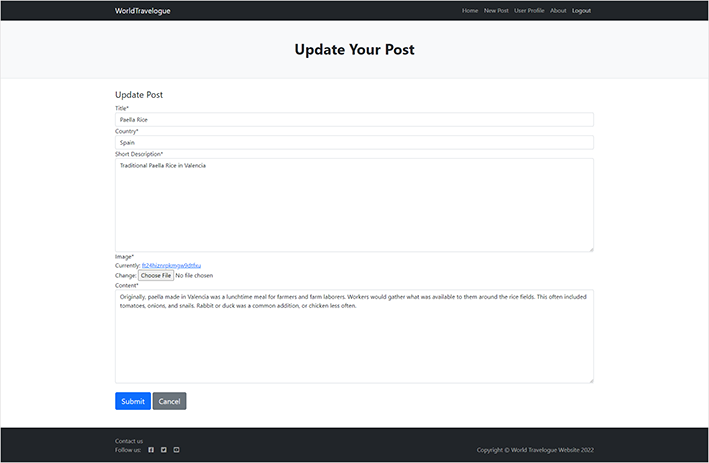 WorldTravelogue
Home New Post User Profile About Logout
Update Your Post
Update Post
Title*
Paella Rice
Country*
Spain
Short Description*
Traditional Paella Rice in Valencia
Image*
Currently:
Change: Choose File No file chosen
Content*
Originally, paella made in Valencia was a lunchtime meal for farmers and farm laborers. Workers would gather what was available to them around the rice fields. This often included
tomatoes, onions, and snails. Rabbit or duck was a common addition, or chicken less often.
Submit Cancel
Contact us
Follow us:
Copyright © World Travelogue Website 2022